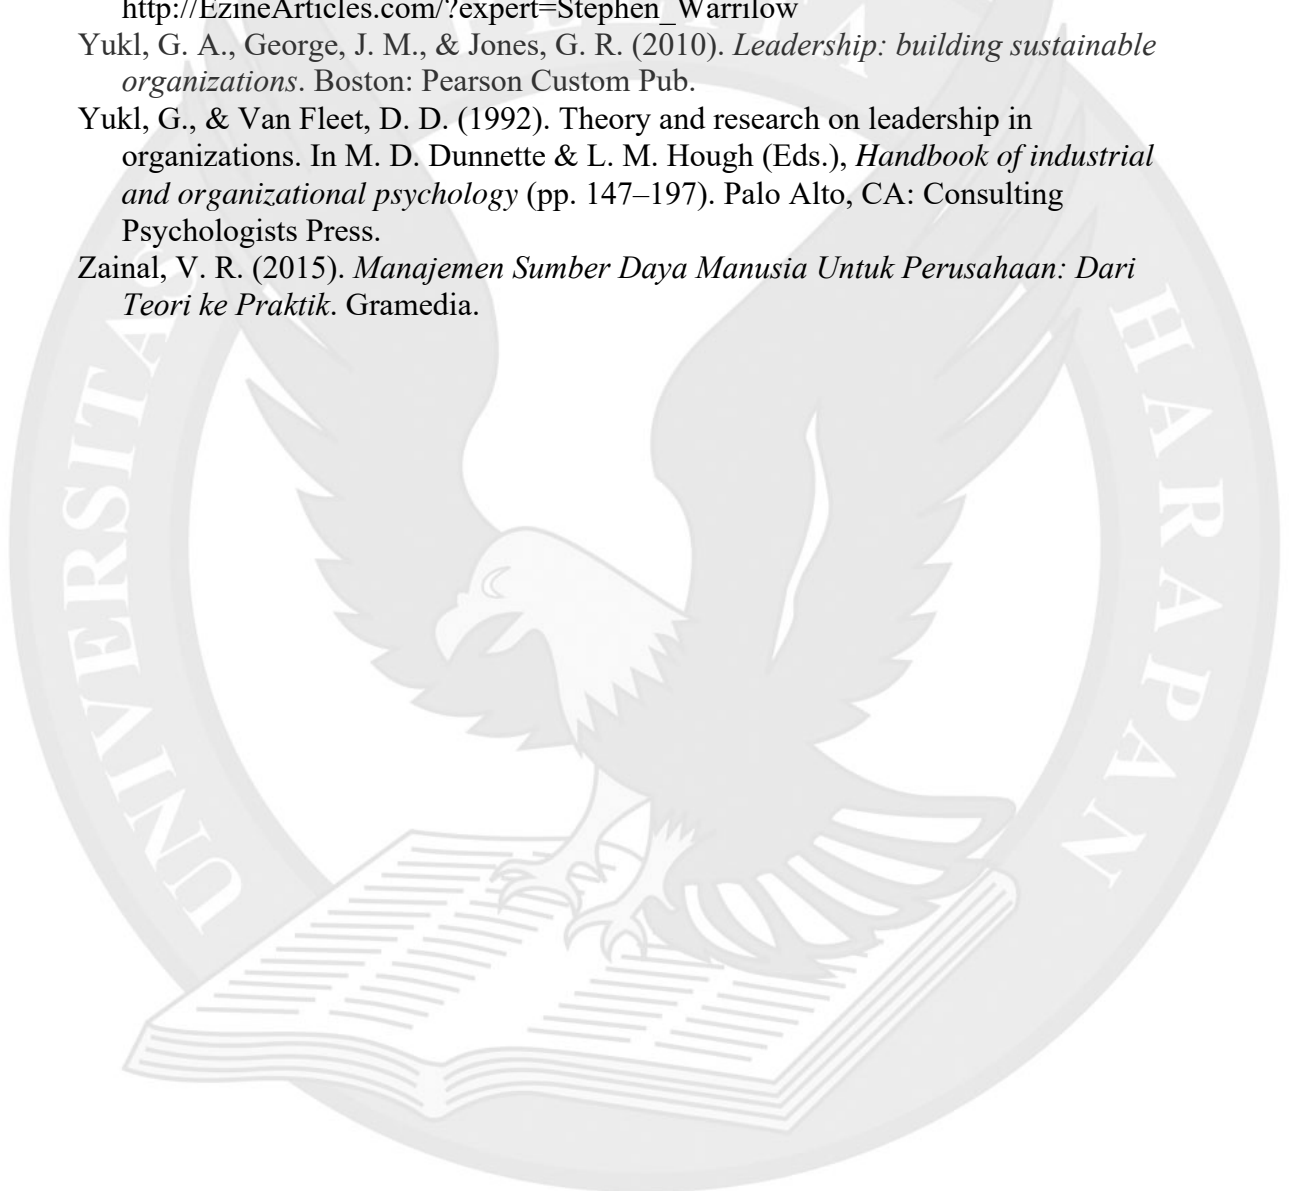 http://EzineArticles.com/?expert=Stephen_Warrilow
Yukl, G. A., George, J. M., & Jones, G. R. (2010). Leadership: building sustainable
organizations. Boston: Pearson Custom Pub.
Yukl, G., & Van Fleet, D. D. (1992). Theory and research on leadership in
organizations. In M. D. Dunnette & L. M. Hough (Eds.), Handbook of industrial
and organizational psychology (pp. 147–197). Palo Alto, CA: Consulting
Psychologists Press.
Zainal, V. R. (2015). Manajemen Sumber Daya Manusia Untuk Perusahaan: Dari
Teori ke Praktik. Gramedia.
UNIVERSITAS
HARAPAN